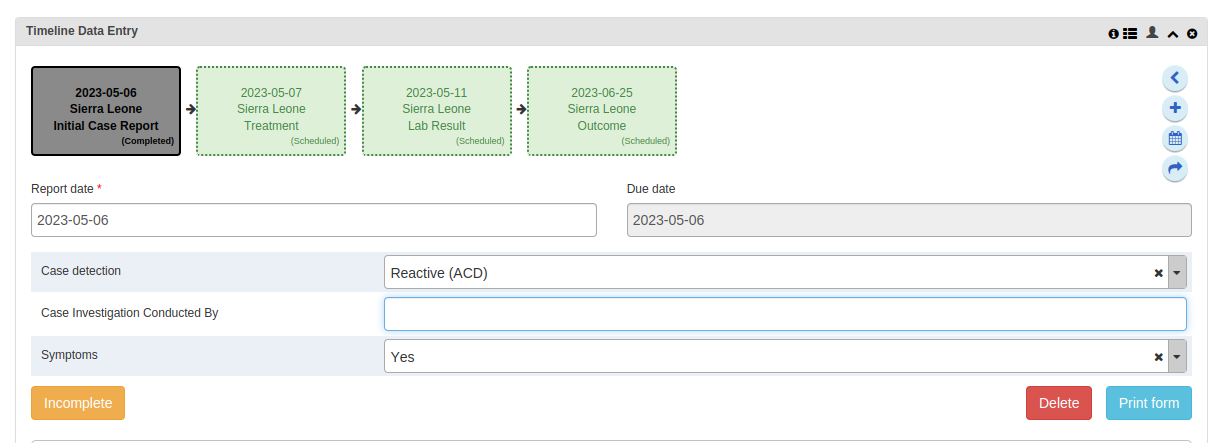 Timeline Data Entry
2023-05-06
Sierra Leone
Initial Case Report
(Completed)
2023-05-07
Sierra Leone
Treatment
(Scheduled)
2023-05-11
Sierra Leone
Lab Result
(Scheduled)
2023-06-25
Sierra Leone
Outcome
(Scheduled)
Report date *
Due date
2023-05-06
2023-05-06
Case detection
Reactive (ACD)
Case Investigation Conducted By
Symptoms
Yes
Incomplete
Delete
Print form